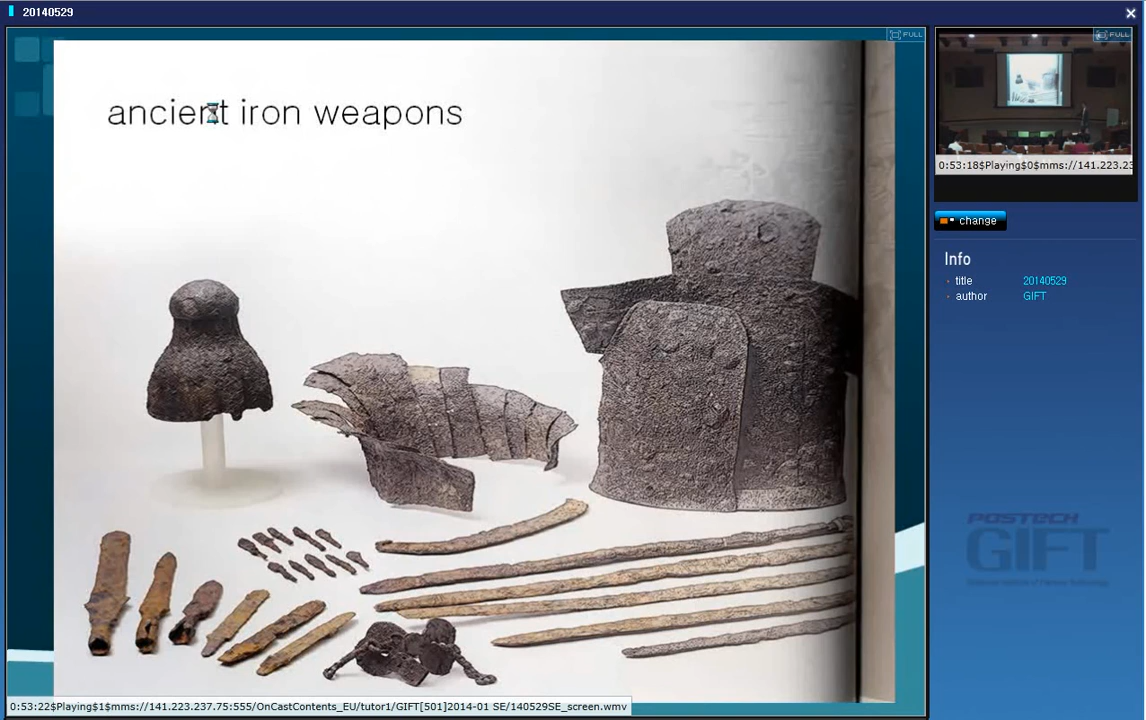 20140529
FULL
FULL
ancient iron weapons
0:53:18$Playing$0$mms://141.223.23
change
Info
title 20140529
author GIFT
POSTECH
GIFT
0:53:22$Playing$1$mms://141.223.237.75:555/OnCastContents_EU/tutor1/GIFT[501]2014-01 SE/140529SE_screen.wmv